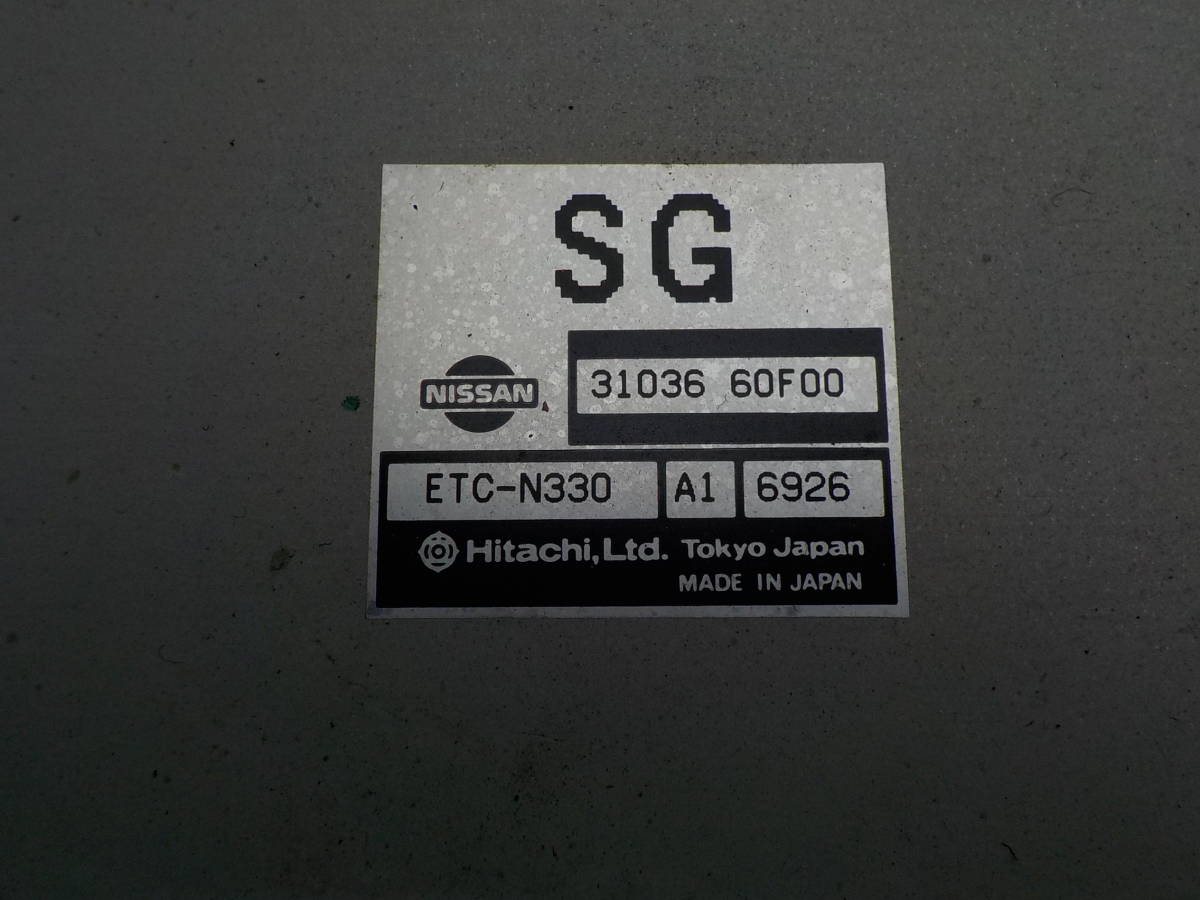 SG
NISSAN 31036 60F00
ETC-N330 A1 6926
Hitachi, Ltd. Tokyo Japan
MADE IN JAPAN